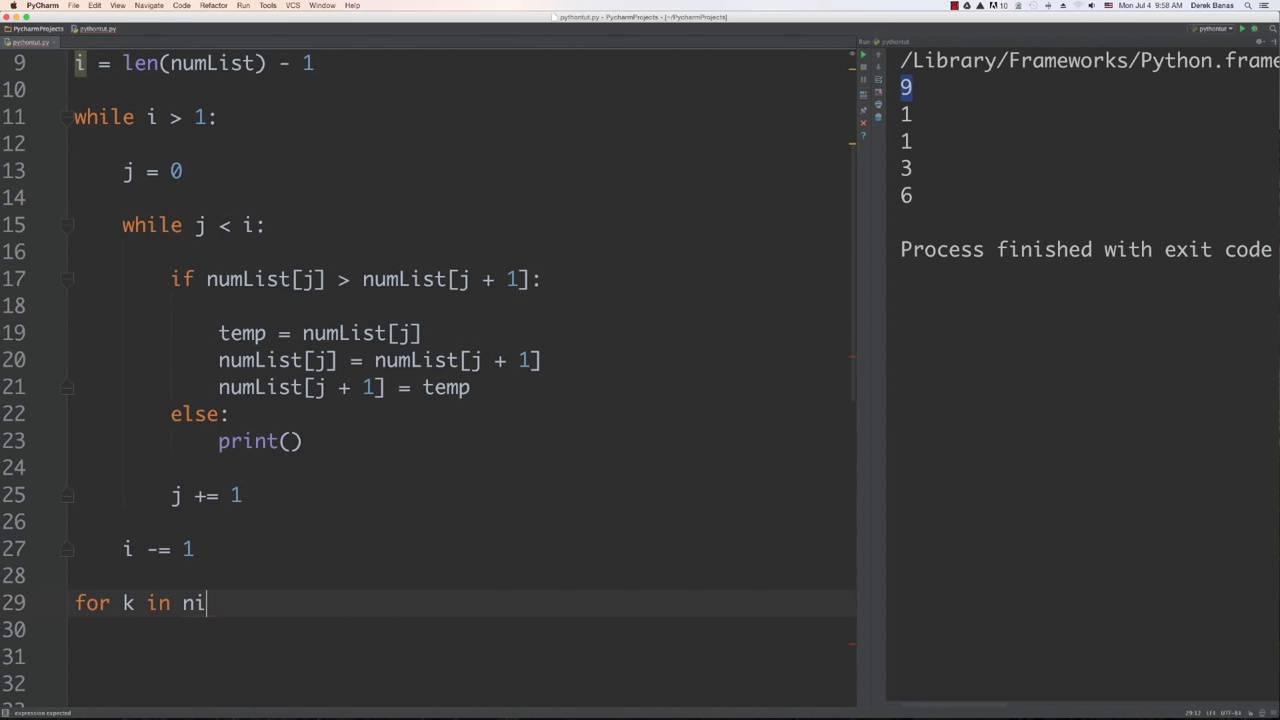 PyCharm File Edit View Navigate Code Refactor Run Tools VCS Window Help 10 Mon Jul 4 9:58 AM Derek Banas
pythontut.py - PycharmProjects - [~/PycharmProjects]
PycharmProjects pythontut.py pythontut
pythontut.py Run: pythontut
9 i = len(numList) - 1
10
11 while i > 1:
12
13 j = 0
14
15 while j < i:
16
17 if numList[j] > numList[j + 1]:
18
19 temp = numList[j]
20 numList[j] = numList[j + 1]
21 numList[j + 1] = temp
22 else:
23 print()
24
25 j += 1
26
27 i -= 1
28
29 for k in ni
30
31
32
/Library/Frameworks/Python.frame
9
1
1
3
6
Process finished with exit code
expression expected 29:12 LF÷ UTF-8÷